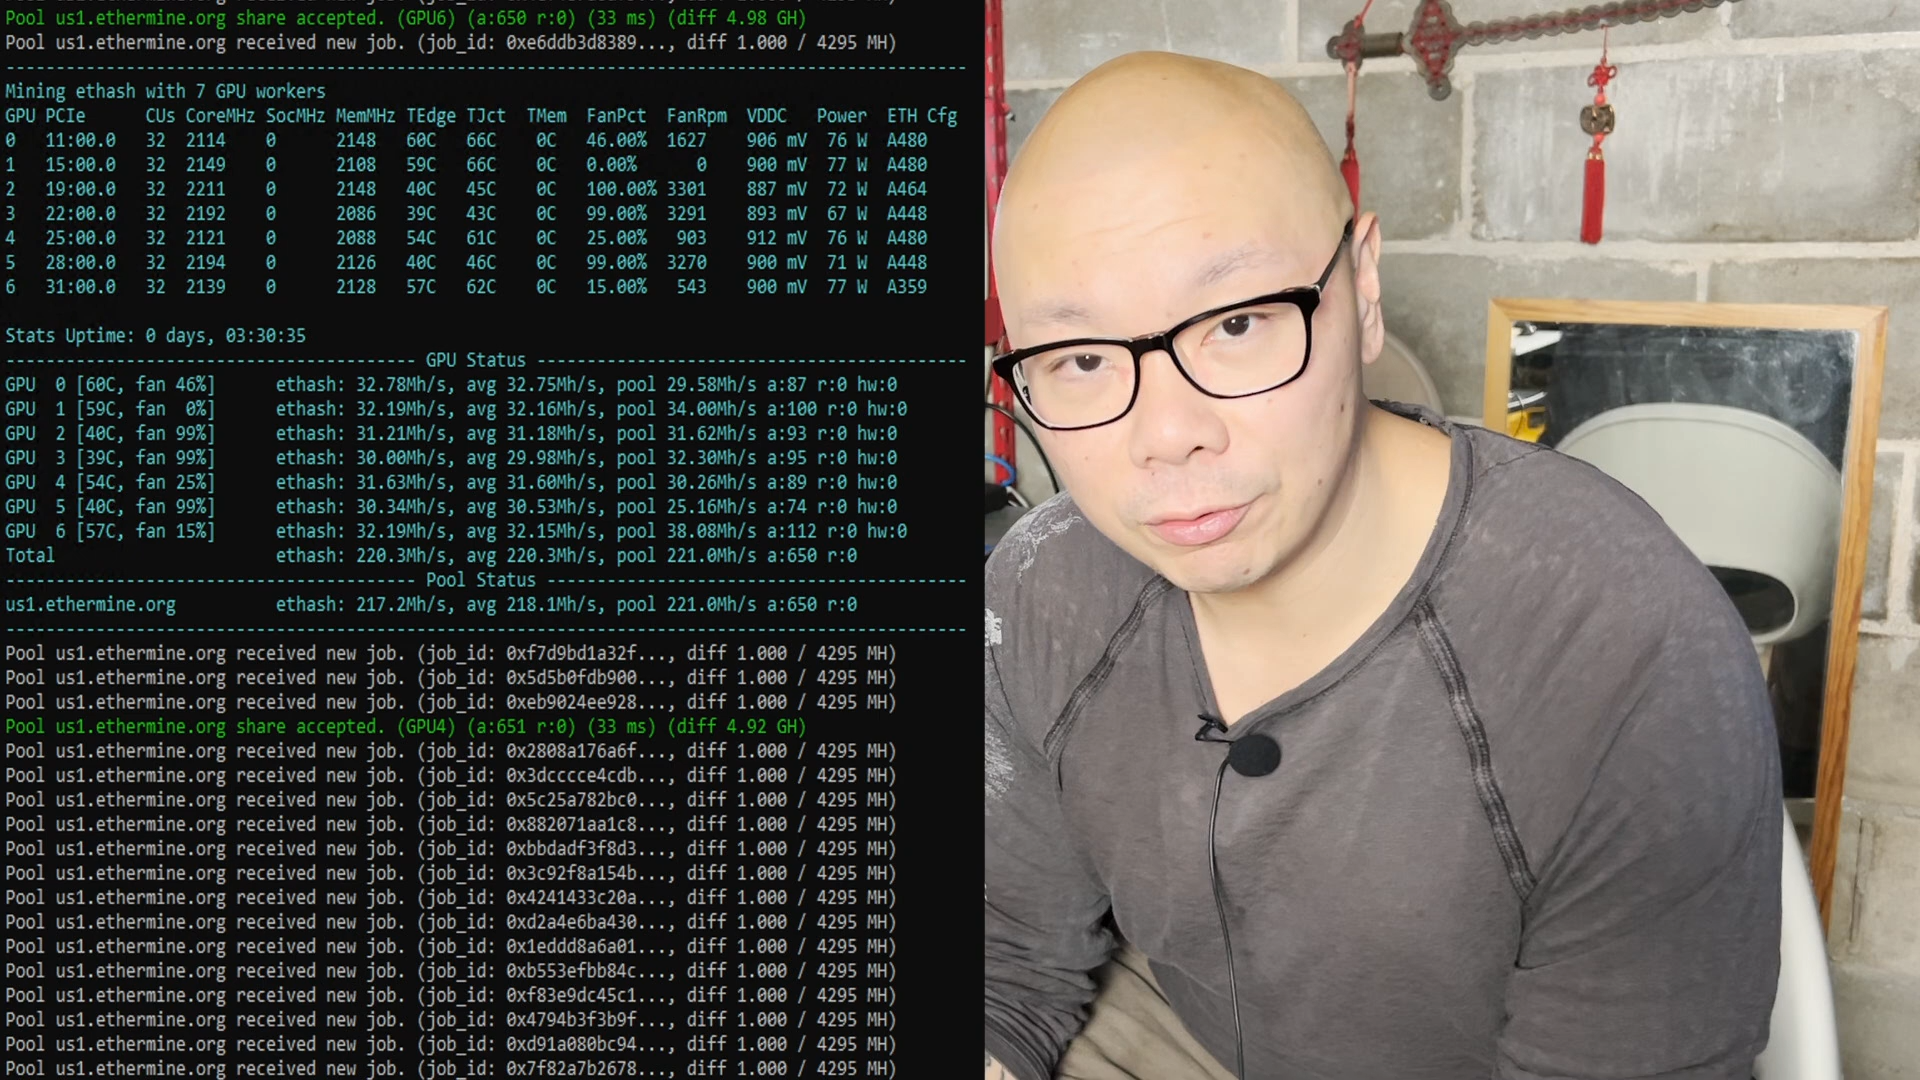 Pool us1.ethermine.org share accepted. (GPU6) (a:650 r:0) (33 ms) (diff 4.98 GH)
Pool us1.ethermine.org received new job. (job_id: 0xe6ddb3d8389..., diff 1.000 / 4295 MH)
Mining ethash with 7 GPU workers
GPU PCIe CUs CoreMHz SocMHz MemMHz TEdge TJct TMem FanPct FanRpm VDDC Power ETH Cfg
0 11:00.0 32 2114 0 2148 60C 66C 0C 46.00% 1627 906 mV 76 W A480
1 15:00.0 32 2149 0 2108 59C 66C 0C 0.00% 0 900 mV 77 W A480
2 19:00.0 32 2211 0 2148 40C 45C 0C 100.00% 3301 887 mV 72 W A464
3 22:00.0 32 2192 0 2086 39C 43C 0C 99.00% 3291 893 mV 67 W A448
4 25:00.0 32 2121 0 2088 54C 61C 0C 25.00% 903 912 mV 76 W A480
5 28:00.0 32 2194 0 2126 40C 46C 0C 99.00% 3270 900 mV 71 W A448
6 31:00.0 32 2139 0 2128 57C 62C 0C 15.00% 543 900 mV 77 W A359
Stats Uptime: 0 days, 03:30:35
----------------------------------------- GPU Status -------------------------------------------
GPU 0 [60C, fan 46%] ethash: 32.78Mh/s, avg 32.75Mh/s, pool 29.58Mh/s a:87 r:0 hw:0
GPU 1 [59C, fan 0%] ethash: 32.19Mh/s, avg 32.16Mh/s, pool 34.00Mh/s a:100 r:0 hw:0
GPU 2 [40C, fan 99%] ethash: 31.21Mh/s, avg 31.18Mh/s, pool 31.62Mh/s a:93 r:0 hw:0
GPU 3 [39C, fan 99%] ethash: 30.00Mh/s, avg 29.98Mh/s, pool 32.30Mh/s a:95 r:0 hw:0
GPU 4 [54C, fan 25%] ethash: 31.63Mh/s, avg 31.60Mh/s, pool 30.26Mh/s a:89 r:0 hw:0
GPU 5 [40C, fan 99%] ethash: 30.34Mh/s, avg 30.53Mh/s, pool 25.16Mh/s a:74 r:0 hw:0
GPU 6 [57C, fan 15%] ethash: 32.19Mh/s, avg 32.15Mh/s, pool 38.08Mh/s a:112 r:0 hw:0
Total ethash: 220.3Mh/s, avg 220.3Mh/s, pool 221.0Mh/s a:650 r:0
----------------------------------------- Pool Status ------------------------------------------
us1.ethermine.org ethash: 217.2Mh/s, avg 218.1Mh/s, pool 221.0Mh/s a:650 r:0
Pool us1.ethermine.org received new job. (job_id: 0xf7d9bd1a32f..., diff 1.000 / 4295 MH)
Pool us1.ethermine.org received new job. (job_id: 0x5d5b0fdb900..., diff 1.000 / 4295 MH)
Pool us1.ethermine.org received new job. (job_id: 0xeb9024ee928..., diff 1.000 / 4295 MH)
Pool us1.ethermine.org share accepted. (GPU4) (a:651 r:0) (33 ms) (diff 4.92 GH)
Pool us1.ethermine.org received new job. (job_id: 0x2808a176a6f..., diff 1.000 / 4295 MH)
Pool us1.ethermine.org received new job. (job_id: 0x3dcccce4cdb..., diff 1.000 / 4295 MH)
Pool us1.ethermine.org received new job. (job_id: 0x5c25a782bc0..., diff 1.000 / 4295 MH)
Pool us1.ethermine.org received new job. (job_id: 0x882071aa1c8..., diff 1.000 / 4295 MH)
Pool us1.ethermine.org received new job. (job_id: 0xbbdadf3f8d3..., diff 1.000 / 4295 MH)
Pool us1.ethermine.org received new job. (job_id: 0x3c92f8a154b..., diff 1.000 / 4295 MH)
Pool us1.ethermine.org received new job. (job_id: 0x4241433c20a..., diff 1.000 / 4295 MH)
Pool us1.ethermine.org received new job. (job_id: 0xd2a4e6ba430..., diff 1.000 / 4295 MH)
Pool us1.ethermine.org received new job. (job_id: 0x1eddd8a6a01..., diff 1.000 / 4295 MH)
Pool us1.ethermine.org received new job. (job_id: 0xb553efbb84c..., diff 1.000 / 4295 MH)
Pool us1.ethermine.org received new job. (job_id: 0xf83e9dc45c1..., diff 1.000 / 4295 MH)
Pool us1.ethermine.org received new job. (job_id: 0x4794b3f3b9f..., diff 1.000 / 4295 MH)
Pool us1.ethermine.org received new job. (job_id: 0xd91a080bc94..., diff 1.000 / 4295 MH)
Pool us1.ethermine.org received new job. (job_id: 0x7f82a7b2678..., diff 1.000 / 4295 MH)